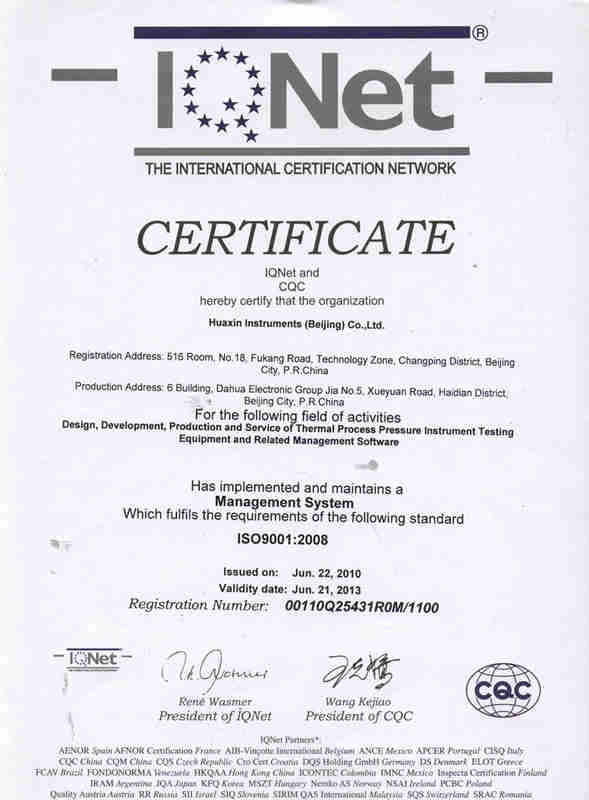 IQNet ®
THE INTERNATIONAL CERTIFICATION NETWORK
CERTIFICATE
IQNet and
CQC
hereby certify that the organization
Huaxin Instruments (Beijing) Co.,Ltd.
Registration Address: 516 Room, No.18, Fukang Road, Technology Zone, Changping District, Beijing
City, P.R.China
Production Address: 6 Building, Dahua Electronic Group Jia No.5, Xueyuan Road, Haidian District,
Beijing City, P.R.China
For the following field of activities
Design, Development, Production and Service of Thermal Process Pressure Instrument Testing
Equipment and Related Management Software
Has implemented and maintains a
Management System
Which fulfils the requirements of the following standard
ISO9001:2008
Issued on: Jun. 22, 2010
Validity date: Jun. 21, 2013
Registration Number: 00110Q25431R0M/1100
IQNet
CQC
René Wasmer
President of IQNet
Wang Kejiao
President of CQC
IQNet Partners*:
AENOR Spain AFNOR Certification France AIB-Vinçotte International Belgium ANCE Mexico APCER Portugal CISQ Italy
CQC China CQM China CQS Czech Republic Cro Cert Croatia DQS Holding GmbH Germany DS Denmark ELOT Greece
FCAV Brazil FONDONORMA Venezuela HKQAA Hong Kong China ICONTEC Colombia IMNC Mexico Inspecta Certification Finland
IRAM Argentina JQA Japan KFQ Korea MSZT Hungary Nemko AS Norway NSAI Ireland PCBC Poland
Quality Austria Austria RR Russia SII Israel SIQ Slovenia SIRIM QAS International Malaysia SQS Switzerland SRAC Romania